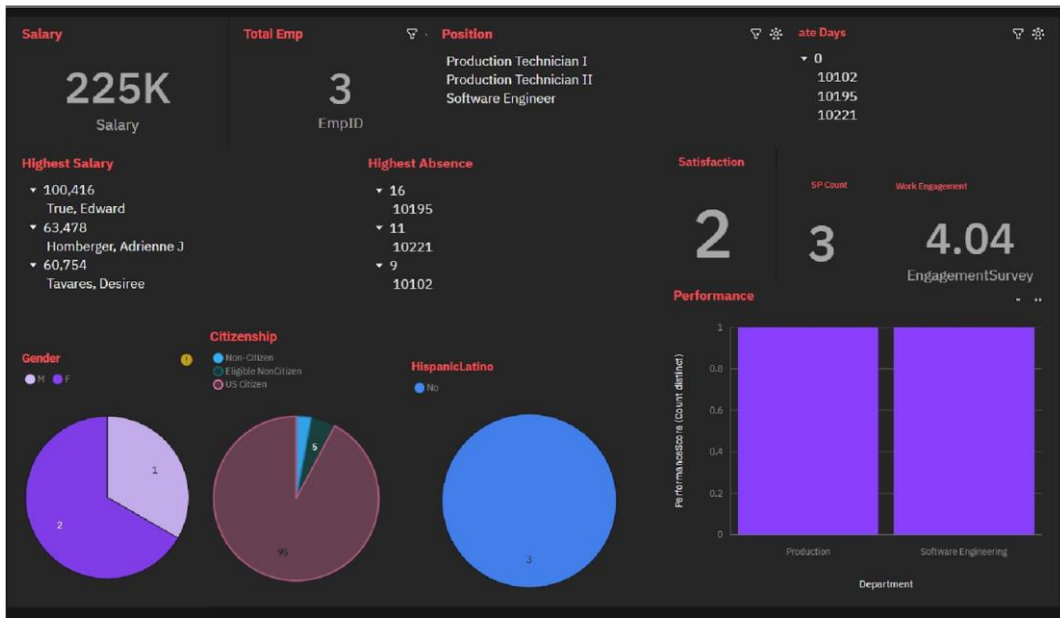 Salary
225K
Salary
Total Emp
3
EmpID
Position
Production Technician I
Production Technician II
Software Engineer
ate Days
0
10102
10195
10221
Highest Salary
100,416
True, Edward
63,478
Homberger, Adrienne J
60,754
Tavares, Desiree
Highest Absence
16
10195
11
10221
9
10102
Satisfaction
2
SP Count
3
Work Engagement
4.04
EngagementSurvey
Gender
M F
1
2
Citizenship
Non-Citizen
Eligible NonCitizen
US Citizen
5
95
HispanicLatino
No
3
Performance
PerformanceScore (Count distinct)
1
0.8
0.6
0.4
0.2
0
Production Software Engineering
Department